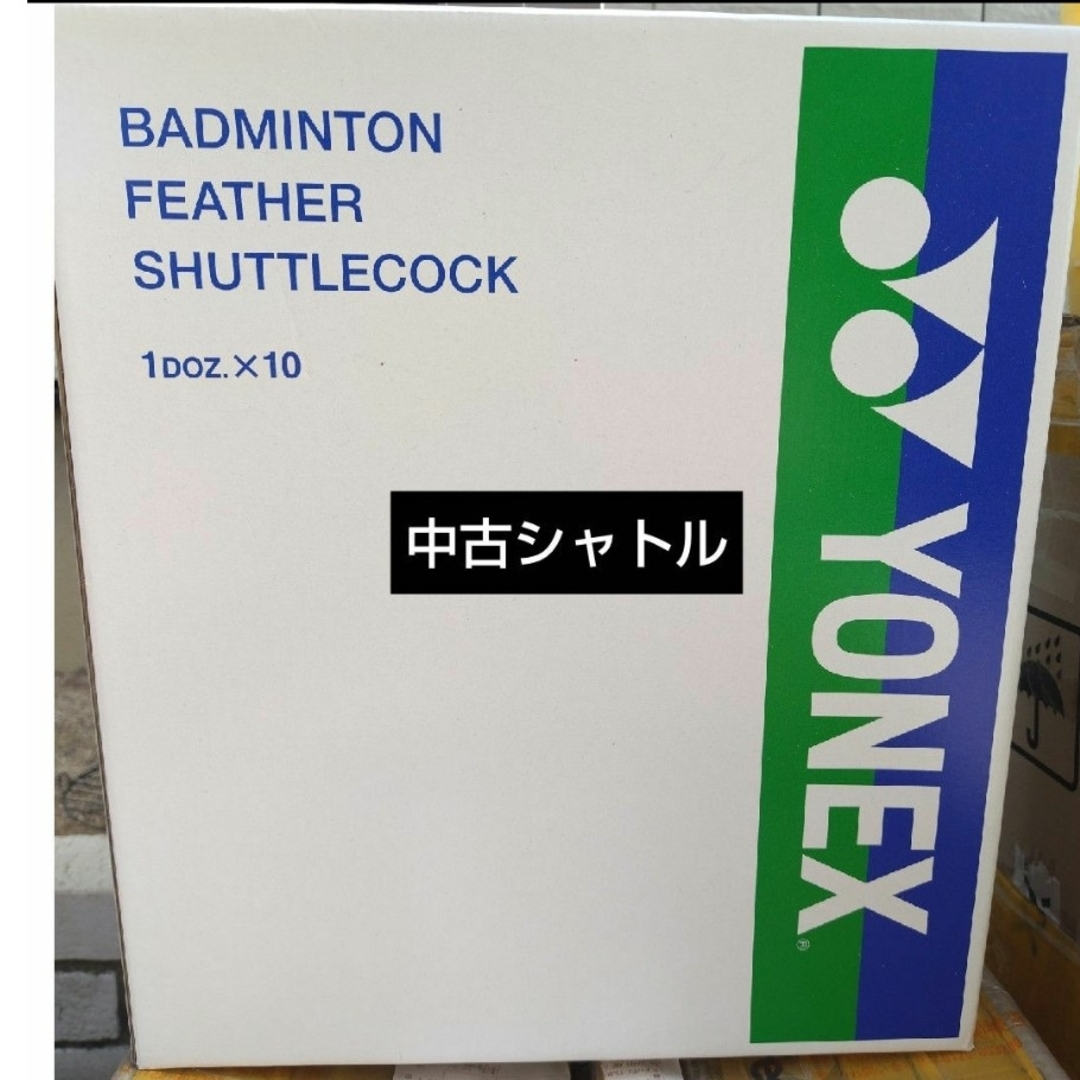 BADMINTON
FEATHER
SHUTTLECOCK
1DOZ.×10
中古シャトル
YONEX®